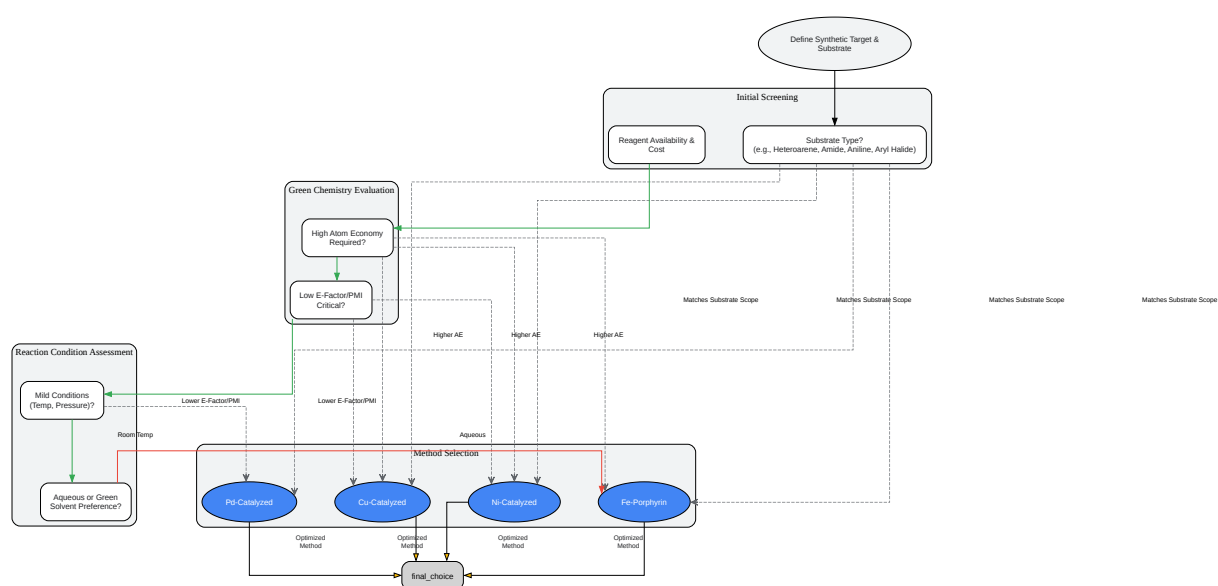 Define Synthetic Target &
Substrate
Initial Screening
Reagent Availability &
Cost
Substrate Type?
(e.g., Heteroarene, Amide, Aniline, Aryl Halide)
Green Chemistry Evaluation
High Atom Economy
Required?
Low E-Factor/PMI
Critical?
Matches Substrate Scope
Matches Substrate Scope
Matches Substrate Scope
Matches Substrate Scope
Higher AE
Higher AE
Higher AE
Reaction Condition Assessment
Mild Conditions
(Temp, Pressure)?
Lower E-Factor/PMI
Lower E-Factor/PMI
Room Temp
Aqueous
Method Selection
Aqueous or Green
Solvent Preference?
Pd-Catalyzed
Cu-Catalyzed
Ni-Catalyzed
Fe-Porphyrin
Optimized
Method
Optimized
Method
Optimized
Method
Optimized
Method
final_choice